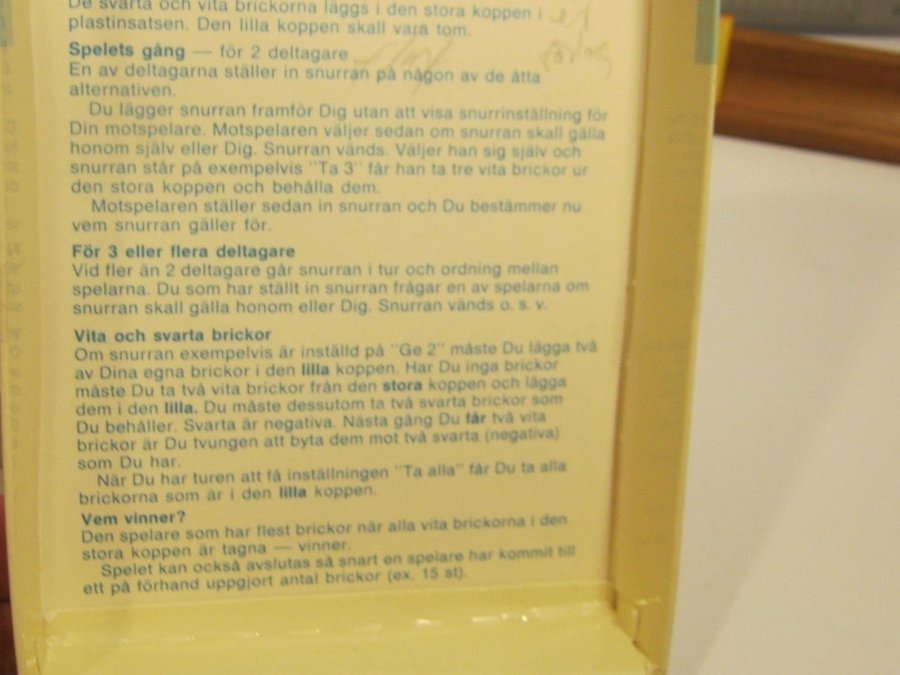 De svarta och vita brickorna läggs i den stora koppen i
plastinsatsen. Den lilla koppen skall vara tom.
Spelets gång — för 2 deltagare
En av deltagarna ställer in snurran på någon av de åtta
alternativen.
Du lägger snurran framför Dig utan att visa snurrinställning för
Din motspelare. Motspelaren väljer sedan om snurran skall gälla
honom själv eller Dig. Snurran vänds. Väljer han sig själv och
snurran står på exempelvis "Ta 3" får han ta tre vita brickor ur
den stora koppen och behålla dem.
Motspelaren ställer sedan in snurran och Du bestämmer nu
vem snurran gäller för.
För 3 eller flera deltagare
Vid fler än 2 deltagare går snurran i tur och ordning mellan
spelarna. Du som har ställt in snurran frågar en av spelarna om
snurran skall gälla honom eller Dig. Snurran vänds o. s. v.
Vita och svarta brickor
Om snurran exempelvis är inställd på "Ge 2" måste Du lägga två
av Dina egna brickor i den lilla koppen. Har Du inga brickor
måste Du ta två vita brickor från den stora koppen och lägga
dem i den lilla. Du måste dessutom ta två svarta brickor som
Du behåller. Svarta är negativa. Nästa gång Du får två vita
brickor är Du tvungen att byta dem mot två svarta (negativa)
som Du har.
När Du har turen att få inställningen "Ta alla" får Du ta alla
brickorna som är i den lilla koppen.
Vem vinner?
Den spelare som har flest brickor när alla vita brickorna i den
stora koppen är tagna — vinner.
Spelet kan också avslutas så snart en spelare har kommit till
ett på förhand uppgjort antal brickor (ex. 15 st).